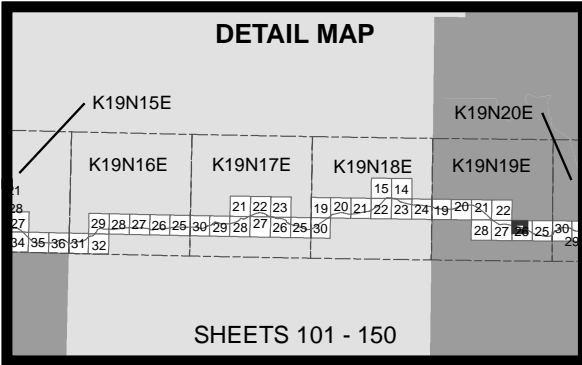 DETAIL MAP
K19N15E
K19N20E
K19N16E K19N17E K19N18E K19N19E
21 15 14
28 21 22 23 19 20 21 22 23 24 19 20 21 22
27 29 28 27 26 25 30 29 28 27 26 25 30 28 27 26 25 30
34 35 36 31 32 29
SHEETS 101 - 150